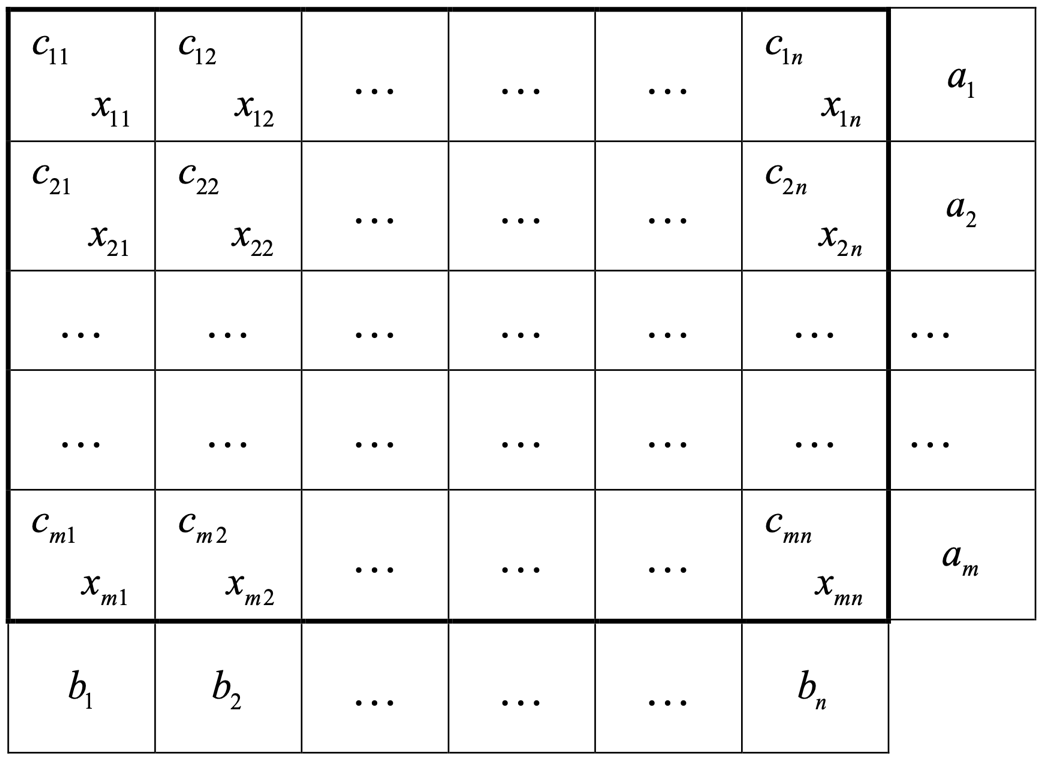 c₁₁ c₁₂ c₁ₙ
... ... ... a₁
x₁₁ x₁₂ x₁ₙ
c₂₁ c₂₂ c₂ₙ
... ... ... a₂
x₂₁ x₂₂ x₂ₙ
... ... ... ... ... ... ...
... ... ... ... ... ... ...
cₘ₁ cₘ₂ cₘₙ
... ... ... aₘ
xₘ₁ xₘ₂ xₘₙ
b₁ b₂ ... ... ... bₙ